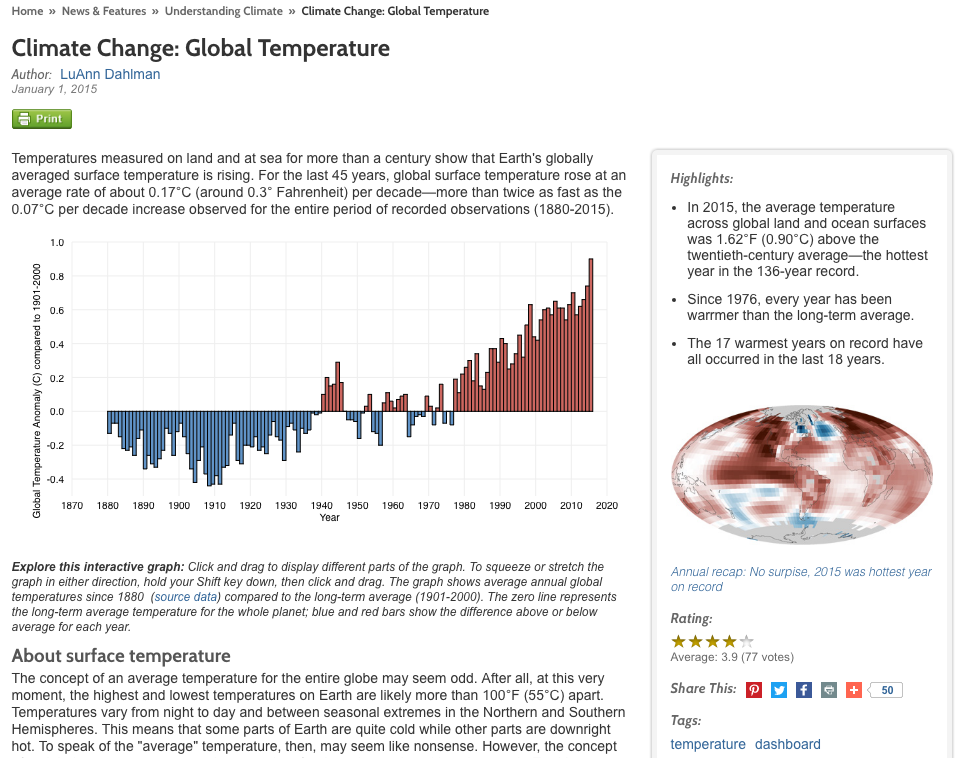 Home » News & Features » Understanding Climate » Climate Change: Global Temperature
Climate Change: Global Temperature
Author: LuAnn Dahlman
January 1, 2015
Print
Temperatures measured on land and at sea for more than a century show that Earth's globally
averaged surface temperature is rising. For the last 45 years, global surface temperature rose at an
average rate of about 0.17°C (around 0.3° Fahrenheit) per decade—more than twice as fast as the
0.07°C per decade increase observed for the entire period of recorded observations (1880-2015).
Global Temperature Anomaly (C) compared to 1901-2000
1.0
0.8
0.6
0.4
0.2
0.0
-0.2
-0.4
1870 1880 1890 1900 1910 1920 1930 1940 1950 1960 1970 1980 1990 2000 2010 2020
Year
Explore this interactive graph: Click and drag to display different parts of the graph. To squeeze or stretch the
graph in either direction, hold your Shift key down, then click and drag. The graph shows average annual global
temperatures since 1880 (source data) compared to the long-term average (1901-2000). The zero line represents
the long-term average temperature for the whole planet; blue and red bars show the difference above or below
average for each year.
About surface temperature
The concept of an average temperature for the entire globe may seem odd. After all, at this very
moment, the highest and lowest temperatures on Earth are likely more than 100°F (55°C) apart.
Temperatures vary from night to day and between seasonal extremes in the Northern and Southern
Hemispheres. This means that some parts of Earth are quite cold while other parts are downright
hot. To speak of the "average" temperature, then, may seem like nonsense. However, the concept
Highlights:
• In 2015, the average temperature
across global land and ocean surfaces
was 1.62°F (0.90°C) above the
twentieth-century average—the hottest
year in the 136-year record.
• Since 1976, every year has been
warrmer than the long-term average.
• The 17 warmest years on record have
all occurred in the last 18 years.
Annual recap: No surpise, 2015 was hottest year
on record
Rating:
Average: 3.9 (77 votes)
Share This: 50
Tags:
temperature dashboard